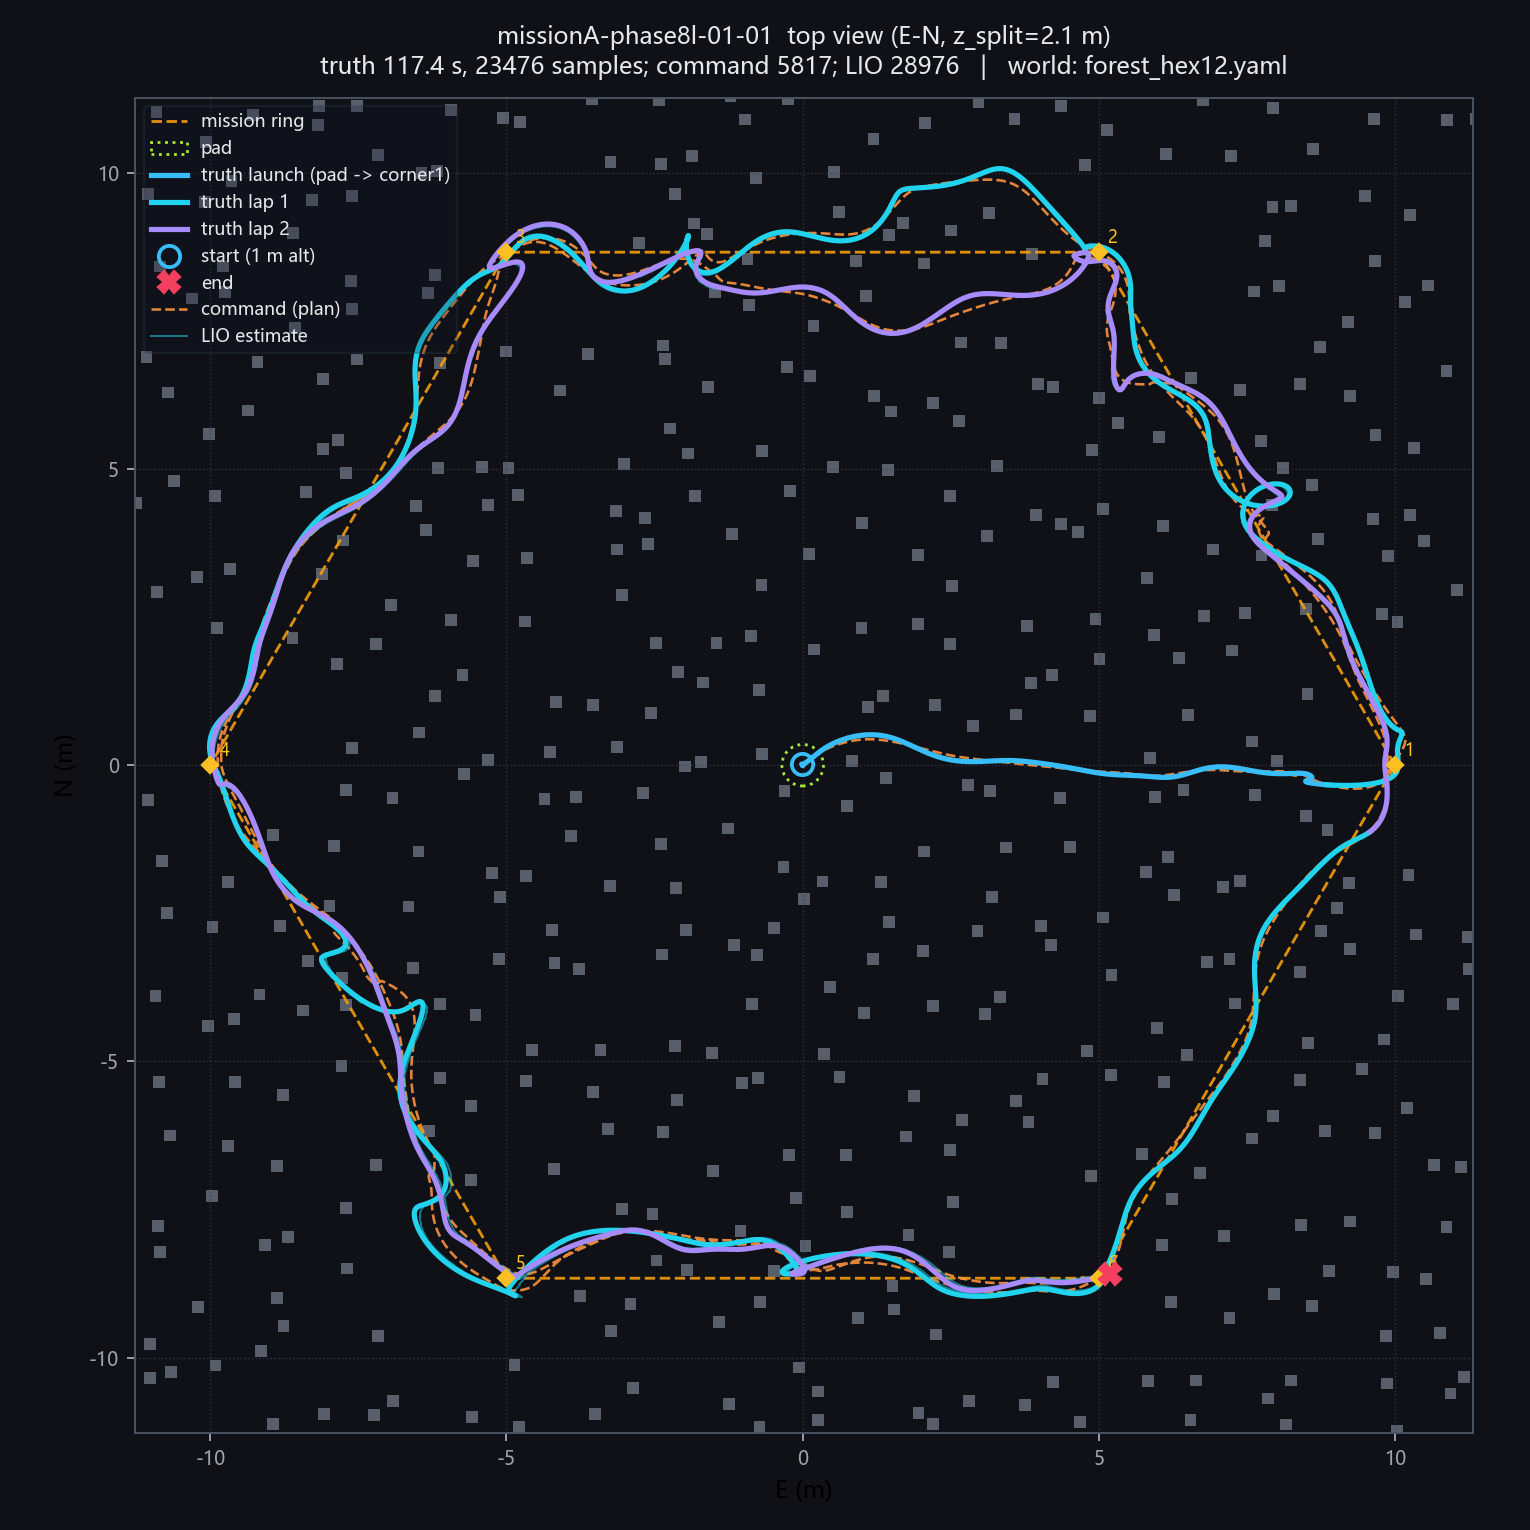 missionA-phase8l-01-01  top view (E-N, z_split=2.1 m)
truth 117.4 s, 23476 samples; command 5817; LIO 28976   |   world: forest_hex12.yaml
mission ring
pad
truth launch (pad -> corner1)
truth lap 1
truth lap 2
start (1 m alt)
end
command (plan)
LIO estimate
10
5
0
-5
-10
N (m)
3
2
4
1
5
-10
-5
0
5
10
E (m)